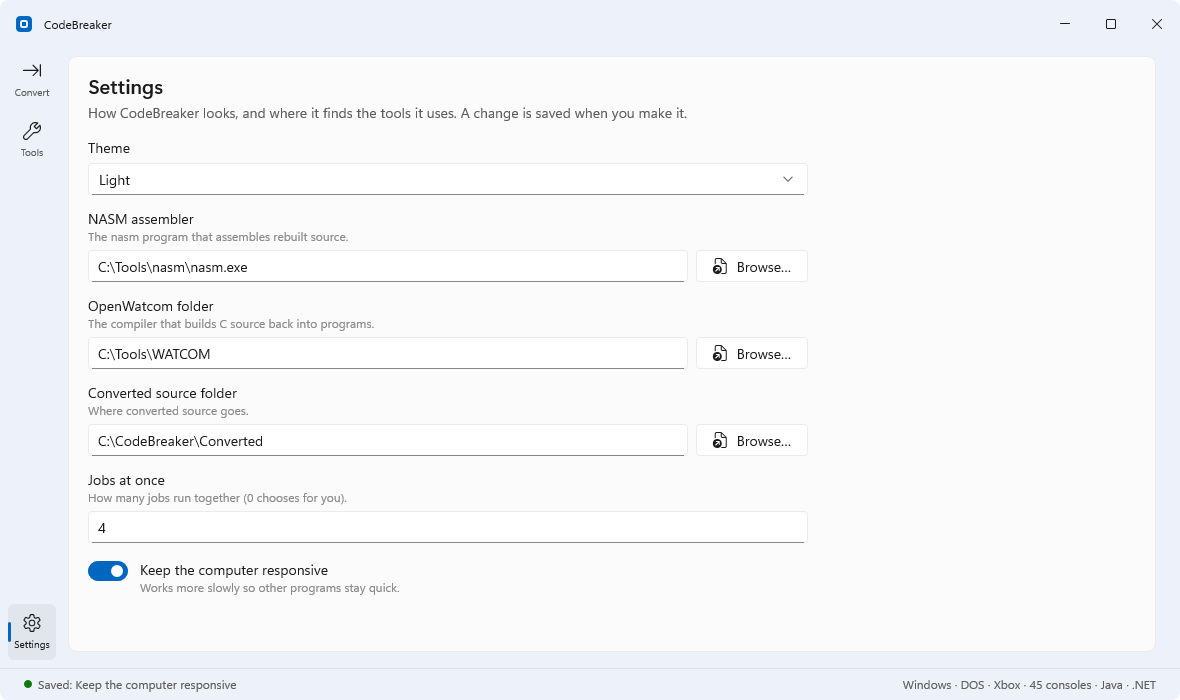 CodeBreaker
Convert
Tools
Settings
How CodeBreaker looks, and where it finds the tools it uses. A change is saved when you make it.
Theme
Light
NASM assembler
The nasm program that assembles rebuilt source.
C:\Tools\nasm\nasm.exe
Browse...
OpenWatcom folder
The compiler that builds C source back into programs.
C:\Tools\WATCOM
Browse...
Converted source folder
Where converted source goes.
C:\CodeBreaker\Converted
Browse...
Jobs at once
How many jobs run together (0 chooses for you).
4
Keep the computer responsive
Works more slowly so other programs stay quick.
Settings
Saved: Keep the computer responsive
Windows · DOS · Xbox · 45 consoles · Java · .NET